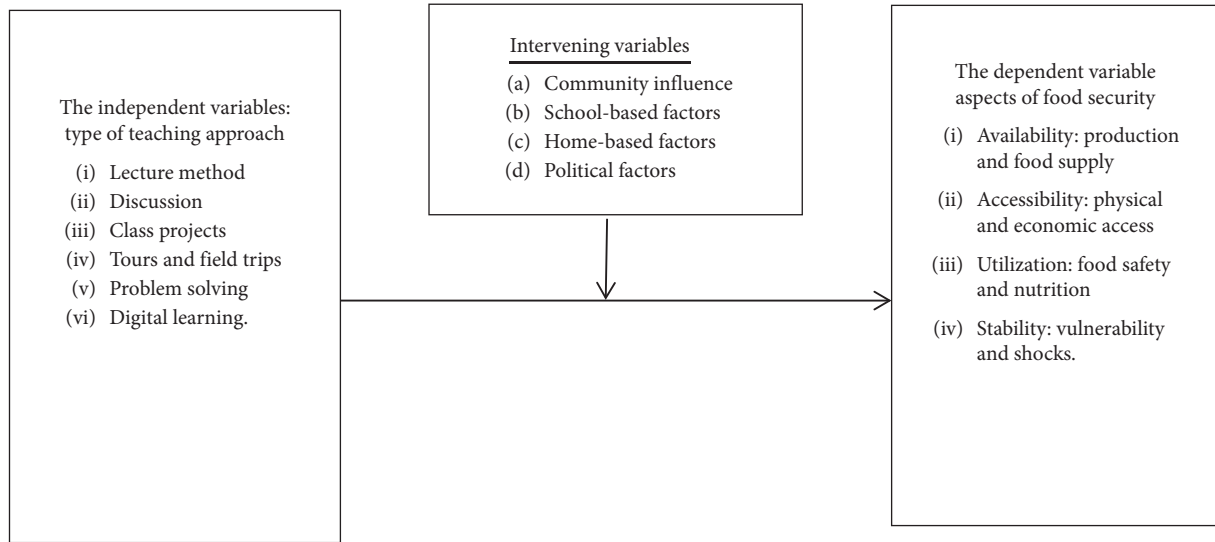 The independent variables:
type of teaching approach
(i) Lecture method
(ii) Discussion
(iii) Class projects
(iv) Tours and field trips
(v) Problem solving
(vi) Digital learning.
Intervening variables
(a) Community influence
(b) School-based factors
(c) Home-based factors
(d) Political factors
The dependent variable
aspects of food security
(i) Availability: production
and food supply
(ii) Accessibility: physical
and economic access
(iii) Utilization: food safety
and nutrition
(iv) Stability: vulnerability
and shocks.